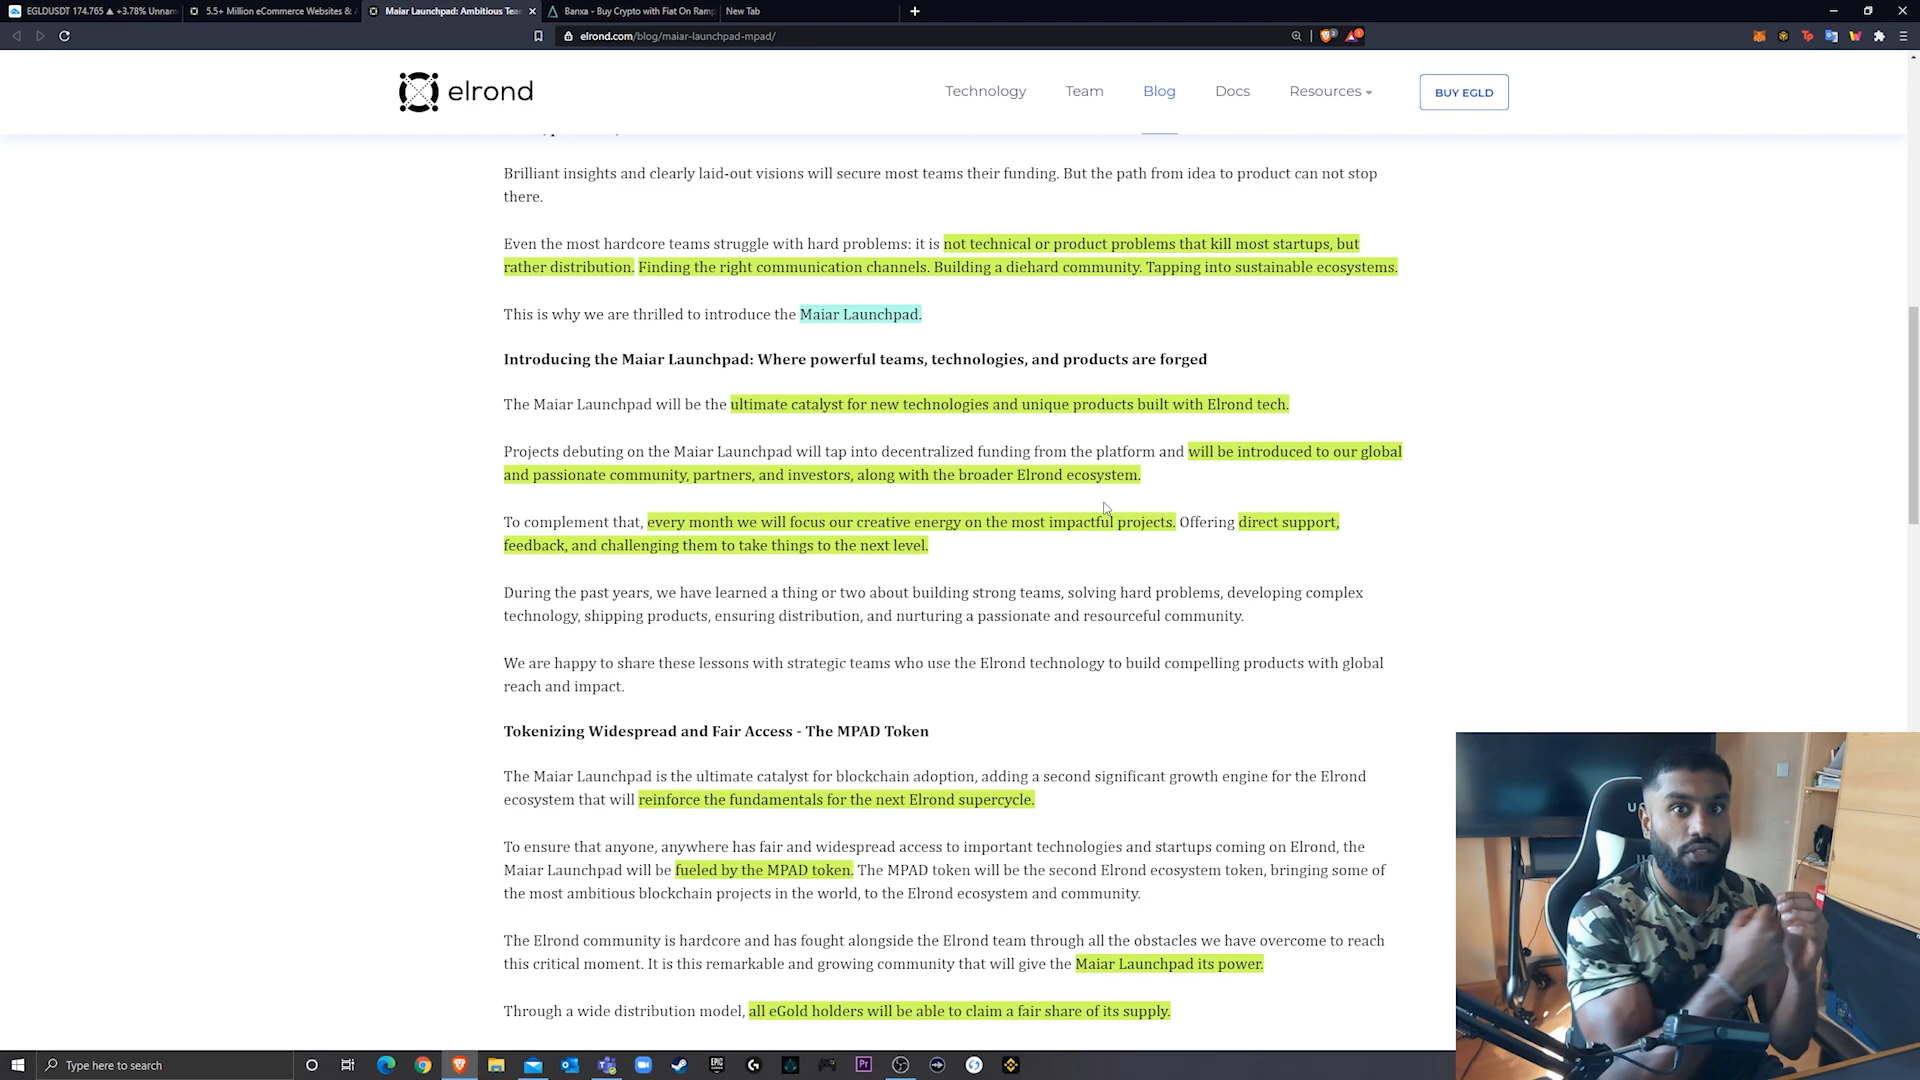 EGLDUSDT 174.765 ▲ +3.78% Unnam
5.5+ Million eCommerce Websites &
Maiar Launchpad: Ambitious Tea
Banxa - Buy Crypto with Fiat On Ramp
New Tab
elrond.com/blog/maiar-launchpad-mpad/
elrond
Technology
Team
Blog
Docs
Resources
BUY EGLD
Brilliant insights and clearly laid-out visions will secure most teams their funding. But the path from idea to product can not stop
there.
Even the most hardcore teams struggle with hard problems: it is not technical or product problems that kill most startups, but
rather distribution. Finding the right communication channels. Building a diehard community. Tapping into sustainable ecosystems.
This is why we are thrilled to introduce the Maiar Launchpad.
Introducing the Maiar Launchpad: Where powerful teams, technologies, and products are forged
The Maiar Launchpad will be the ultimate catalyst for new technologies and unique products built with Elrond tech.
Projects debuting on the Maiar Launchpad will tap into decentralized funding from the platform and will be introduced to our global
and passionate community, partners, and investors, along with the broader Elrond ecosystem.
To complement that, every month we will focus our creative energy on the most impactful projects. Offering direct support,
feedback, and challenging them to take things to the next level.
During the past years, we have learned a thing or two about building strong teams, solving hard problems, developing complex
technology, shipping products, ensuring distribution, and nurturing a passionate and resourceful community.
We are happy to share these lessons with strategic teams who use the Elrond technology to build compelling products with global
reach and impact.
Tokenizing Widespread and Fair Access - The MPAD Token
The Maiar Launchpad is the ultimate catalyst for blockchain adoption, adding a second significant growth engine for the Elrond
ecosystem that will reinforce the fundamentals for the next Elrond supercycle.
To ensure that anyone, anywhere has fair and widespread access to important technologies and startups coming on Elrond, the
Maiar Launchpad will be fueled by the MPAD token. The MPAD token will be the second Elrond ecosystem token, bringing some of
the most ambitious blockchain projects in the world, to the Elrond ecosystem and community.
The Elrond community is hardcore and has fought alongside the Elrond team through all the obstacles we have overcome to reach
this critical moment. It is this remarkable and growing community that will give the Maiar Launchpad its power.
Through a wide distribution model, all eGold holders will be able to claim a fair share of its supply.
Type here to search